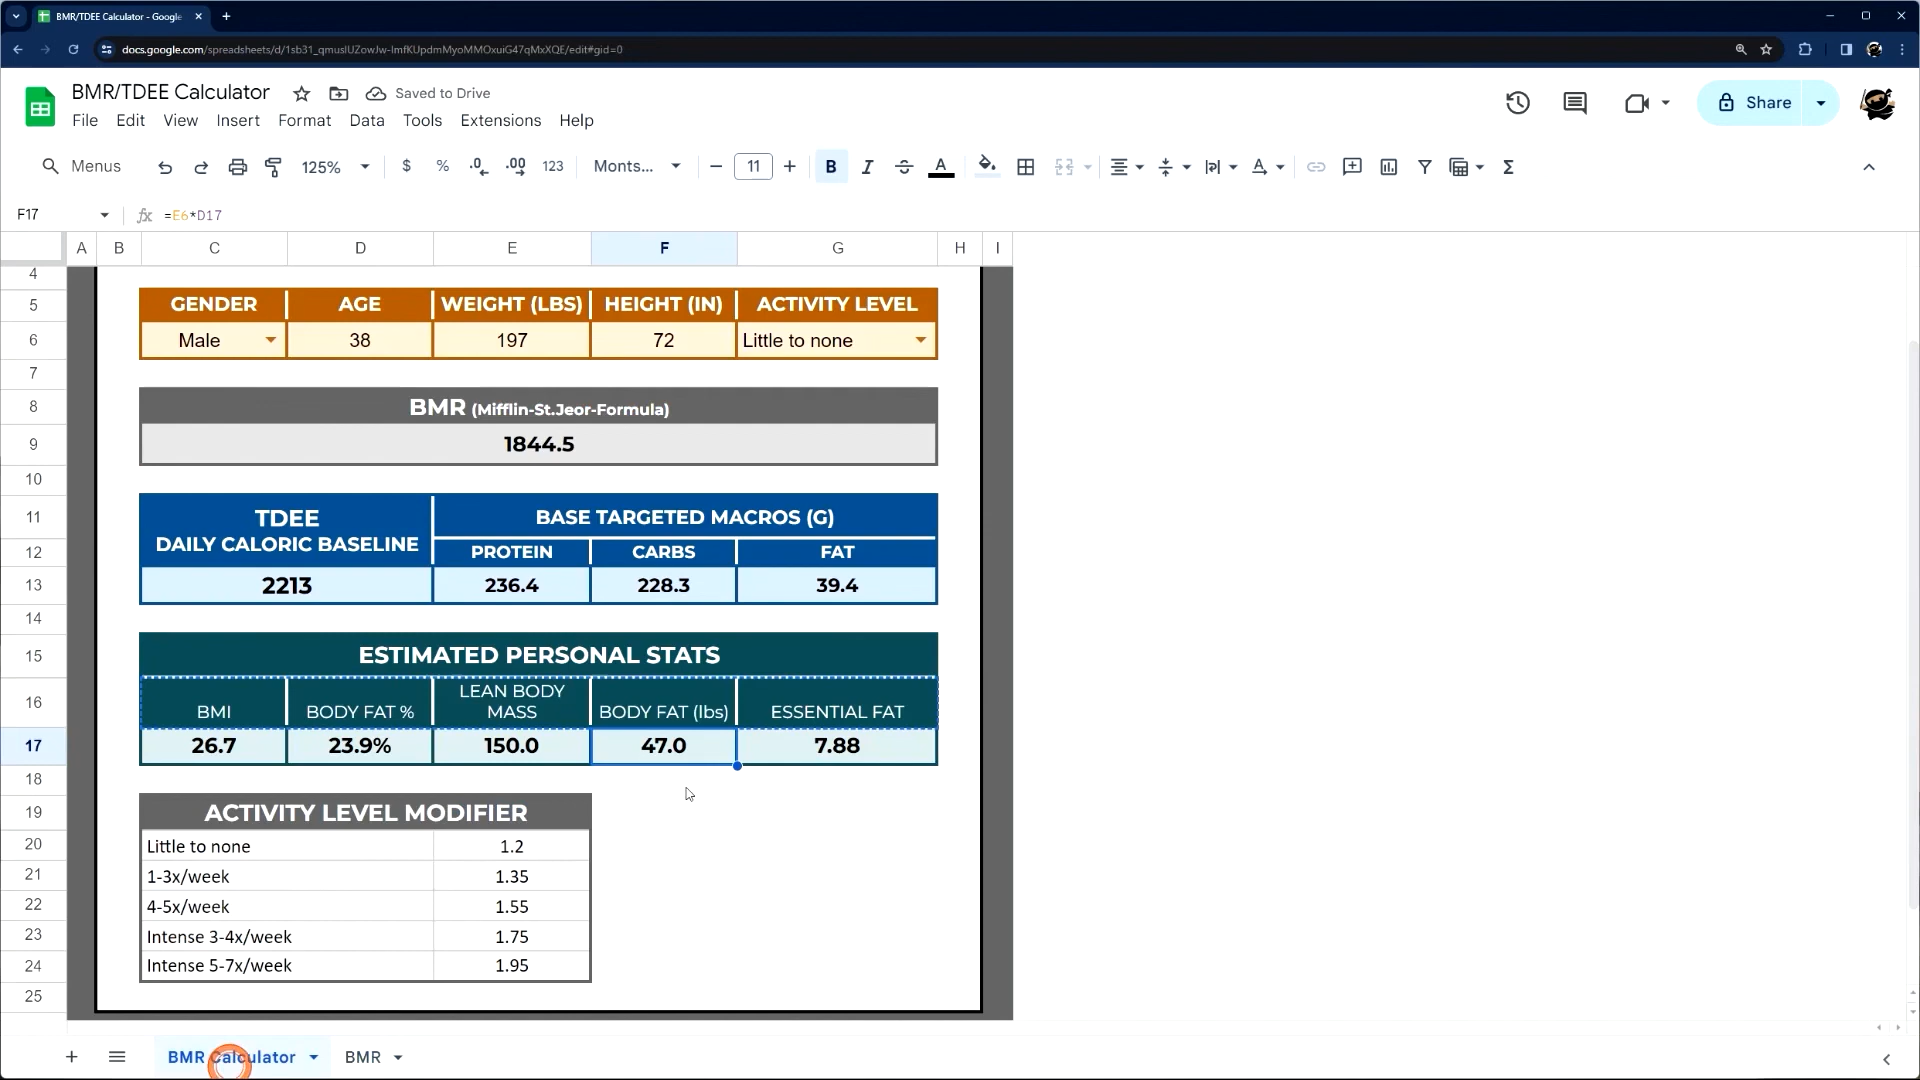 BMR/TDEE Calculator - Google
docs.google.com/spreadsheets/d/1sb31_qmuslUZowJw-ImfKUpdmMyoMMOxuiG47qMxXQE/edit#gid=0
BMR/TDEE Calculator
Saved to Drive
File Edit View Insert Format Data Tools Extensions Help
Share
Menus 125% $ % .0 .00 123 Monts... 11 B I A Σ
F17 fx =E6*D17
A B C D E F G H I
4
5 GENDER AGE WEIGHT (LBS) HEIGHT (IN) ACTIVITY LEVEL
6 Male 38 197 72 Little to none
7
8 BMR (Mifflin-St.Jeor-Formula)
9 1844.5
10
11 TDEE BASE TARGETED MACROS (G)
12 DAILY CALORIC BASELINE PROTEIN CARBS FAT
13 2213 236.4 228.3 39.4
14
15 ESTIMATED PERSONAL STATS
16 BMI BODY FAT % LEAN BODY MASS BODY FAT (lbs) ESSENTIAL FAT
17 26.7 23.9% 150.0 47.0 7.88
18
19 ACTIVITY LEVEL MODIFIER
20 Little to none 1.2
21 1-3x/week 1.35
22 4-5x/week 1.55
23 Intense 3-4x/week 1.75
24 Intense 5-7x/week 1.95
25
BMR Calculator BMR